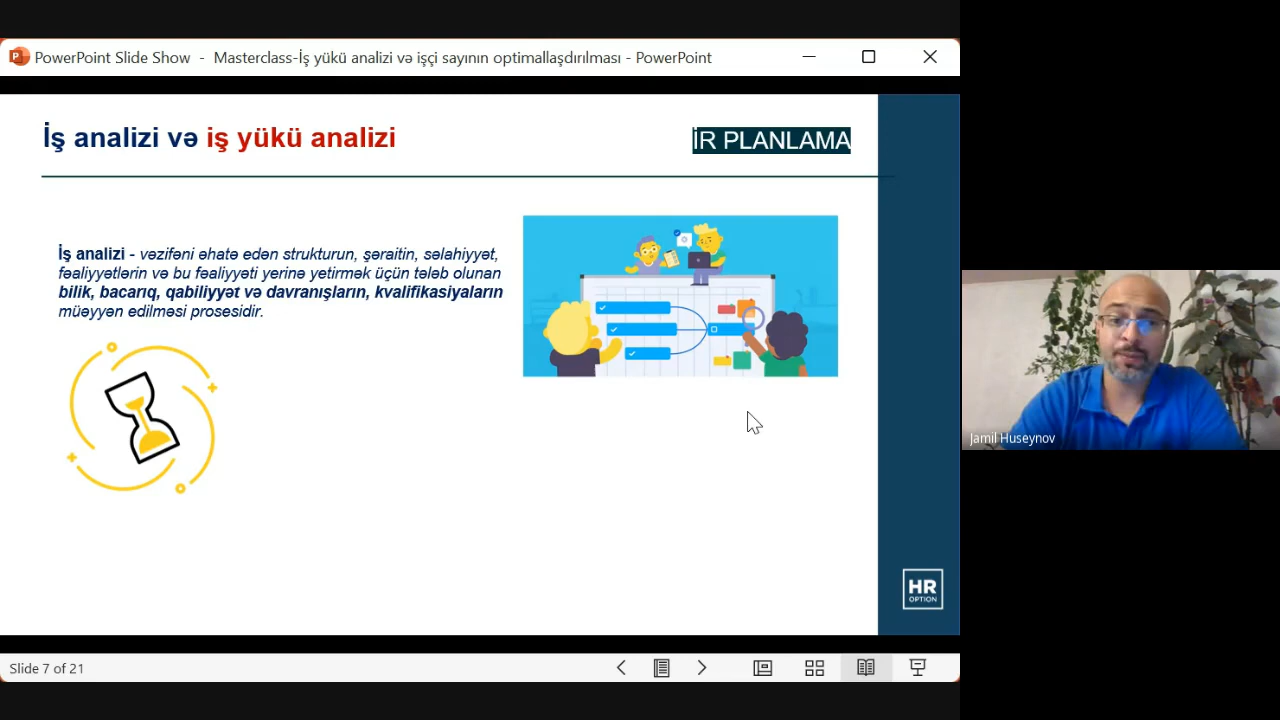 PowerPoint Slide Show - Masterclass-İş yükü analizi və işçi sayının optimallaşdırılması - PowerPoint
İş analizi və iş yükü analizi
İR PLANLAMA
İş analizi - vəzifəni əhatə edən strukturun, şəraitin, səlahiyyət,
fəaliyyətlərin və bu fəaliyyəti yerinə yetirmək üçün tələb olunan
bilik, bacarıq, qabiliyyət və davranışların, kvalifikasiyaların
müəyyən edilməsi prosesidir.
Jamil Huseynov
HR
OPTION
Slide 7 of 21